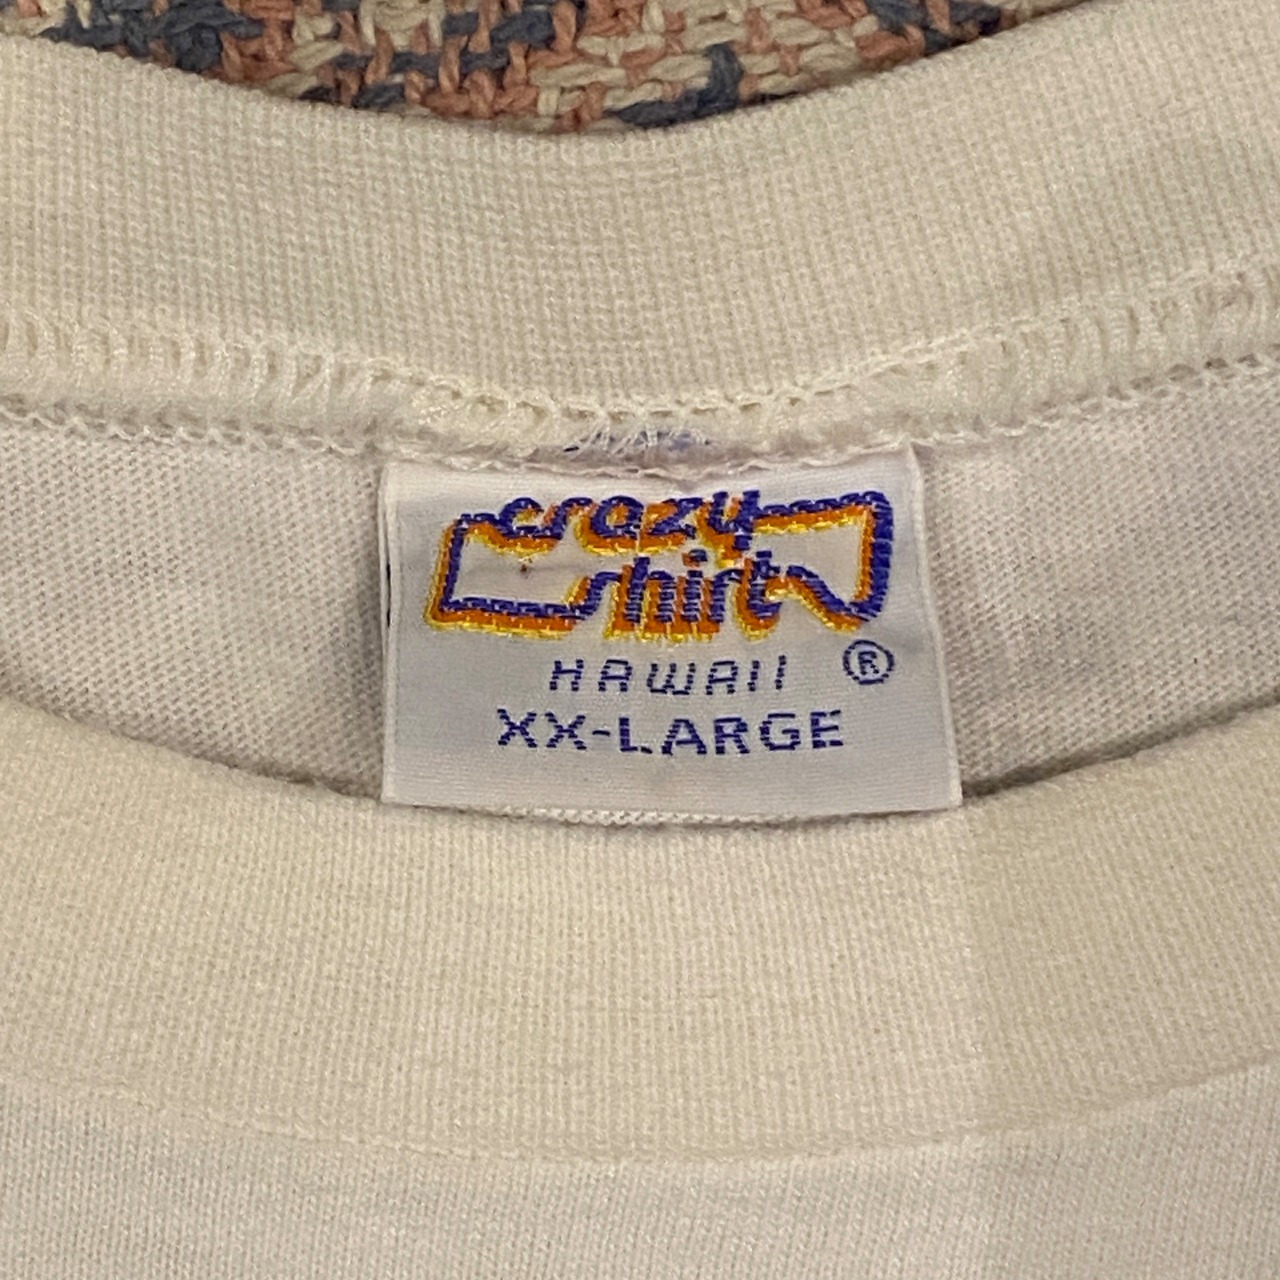 crazy
shirt
HAWAII ®
XX-LARGE